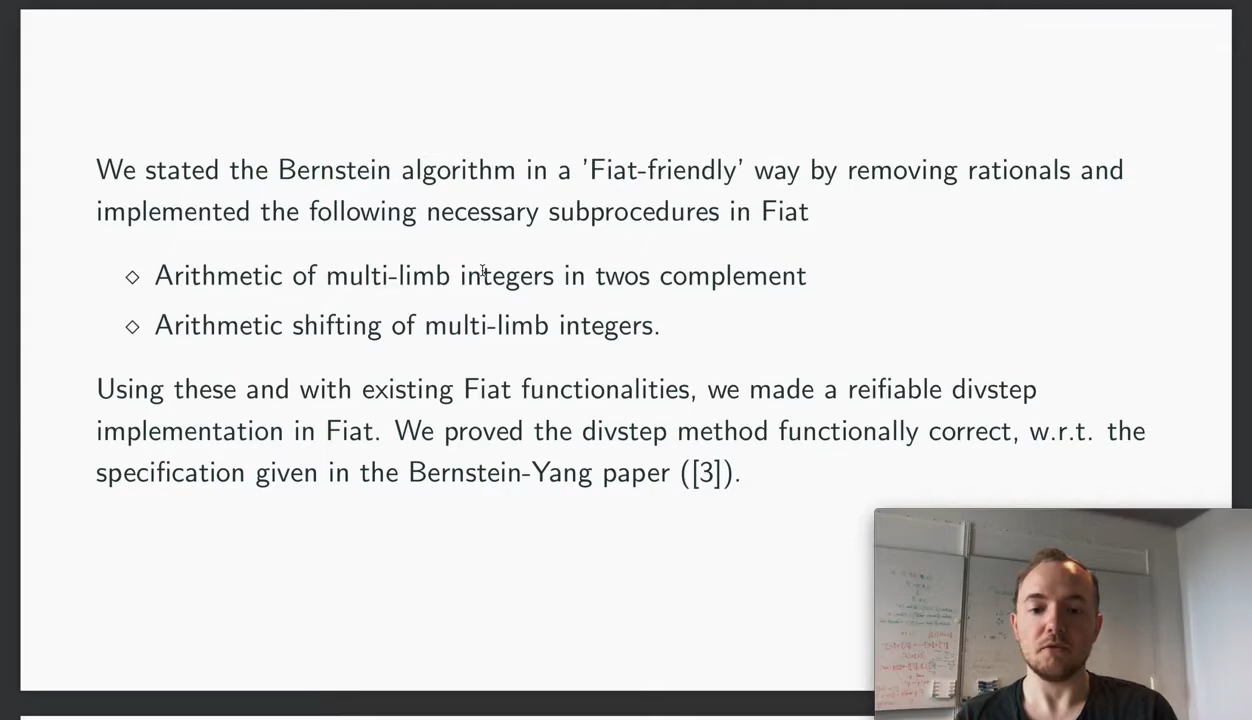 We stated the Bernstein algorithm in a 'Fiat-friendly' way by removing rationals and
implemented the following necessary subprocedures in Fiat
◇ Arithmetic of multi-limb integers in twos complement
◇ Arithmetic shifting of multi-limb integers.
Using these and with existing Fiat functionalities, we made a reifiable divstep
implementation in Fiat. We proved the divstep method functionally correct, w.r.t. the
specification given in the Bernstein-Yang paper ([3]).